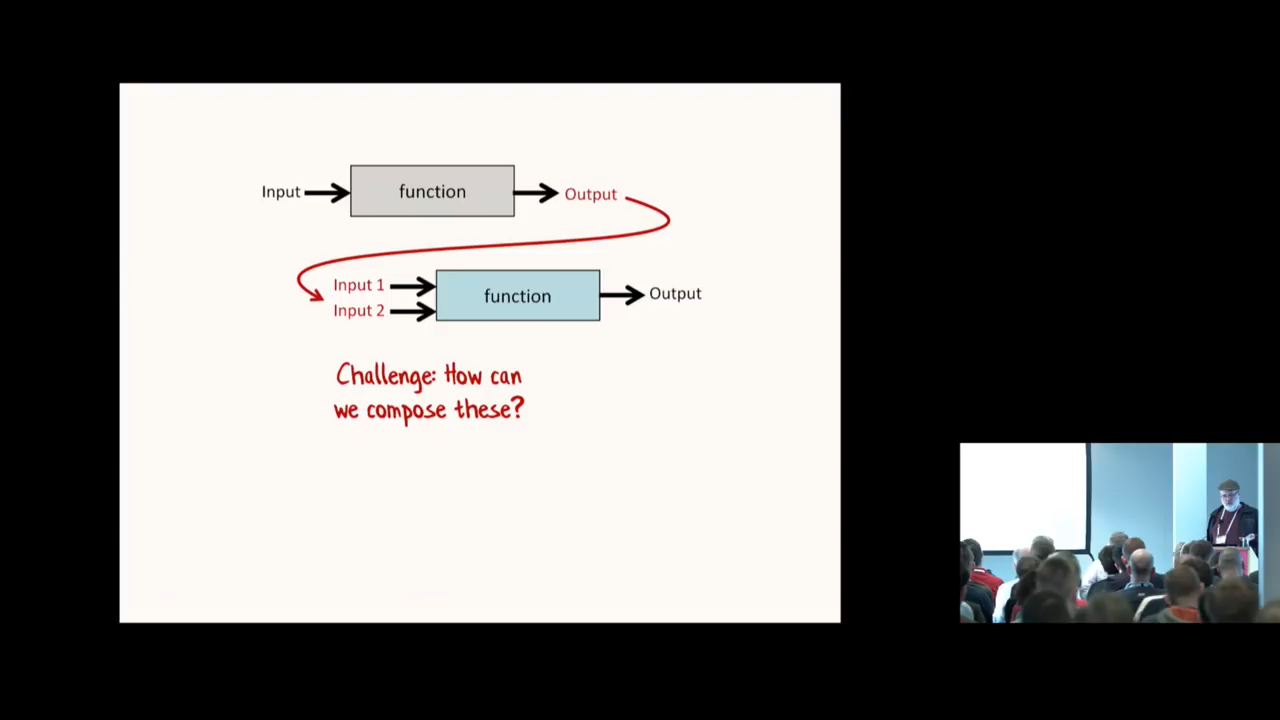 Input function Output
Input 1
function Output
Input 2
Challenge: How can
we compose these?